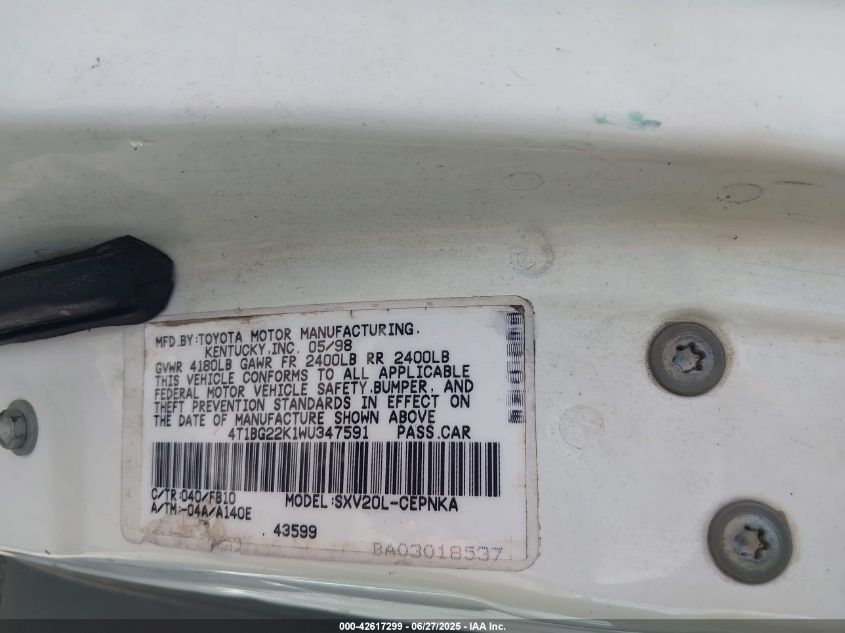 MFD.BY:TOYOTA MOTOR MANUFACTURING.
KENTUCKY.INC. 05/98
GVWR 4180LB GAWR FR 2400LB RR 2400LB
THIS VEHICLE CONFORMS TO ALL APPLICABLE
FEDERAL MOTOR VEHICLE SAFETY,BUMPER, AND
THEFT PREVENTION STANDARDS IN EFFECT ON
THE DATE OF MANUFACTURE SHOWN ABOVE
4T1BG22K1WU347591 PASS.CAR
C/TR:040/FB10 MODEL:SXV20L-CEPNKA
A/TM:-04A/A140E
43599
BA03018537
000-42617299 - 06/27/2025 - IAA Inc.